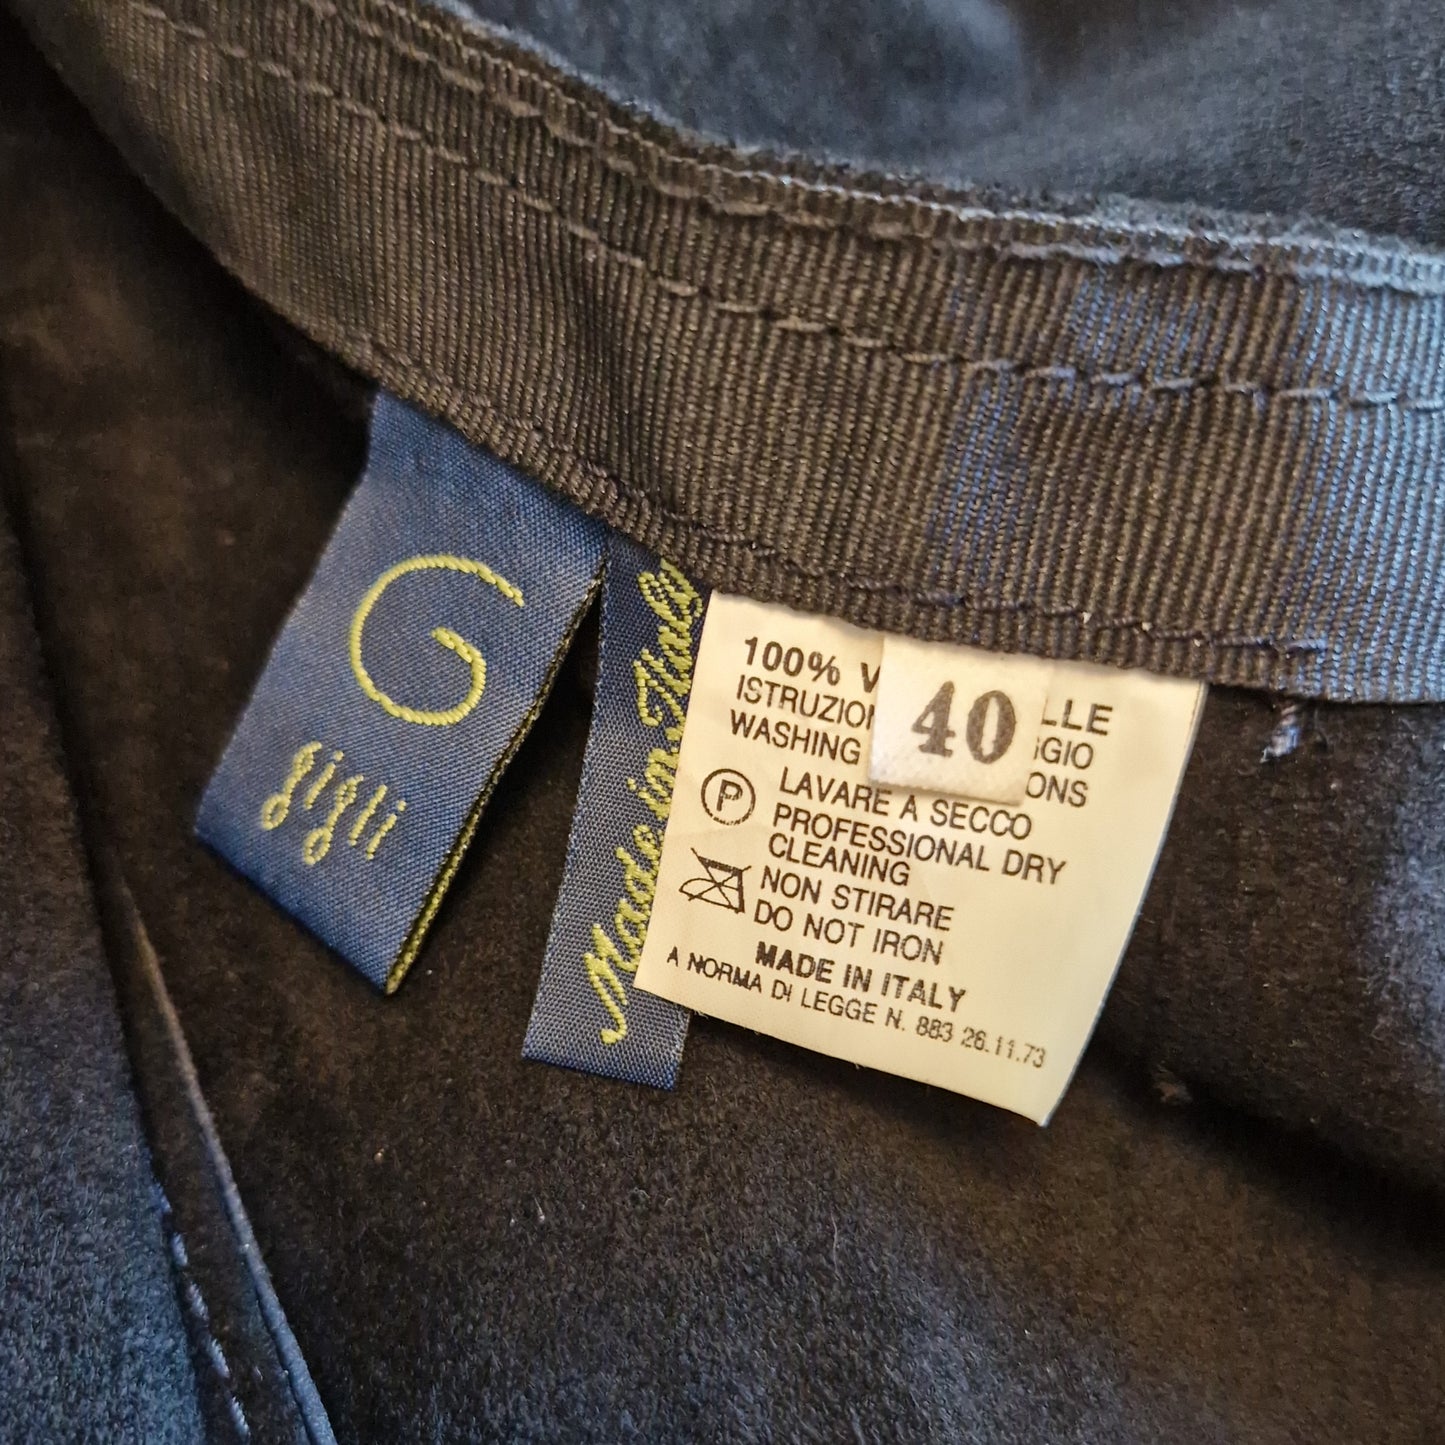 G
gigli
Made in Italy
40
100% V LLE
ISTRUZIO GGIO
WASHING ONS
P
LAVARE A SECCO
PROFESSIONAL DRY
CLEANING
NON STIRARE
DO NOT IRON
MADE IN ITALY
A NORMA DI LEGGE N. 883 26.11.73